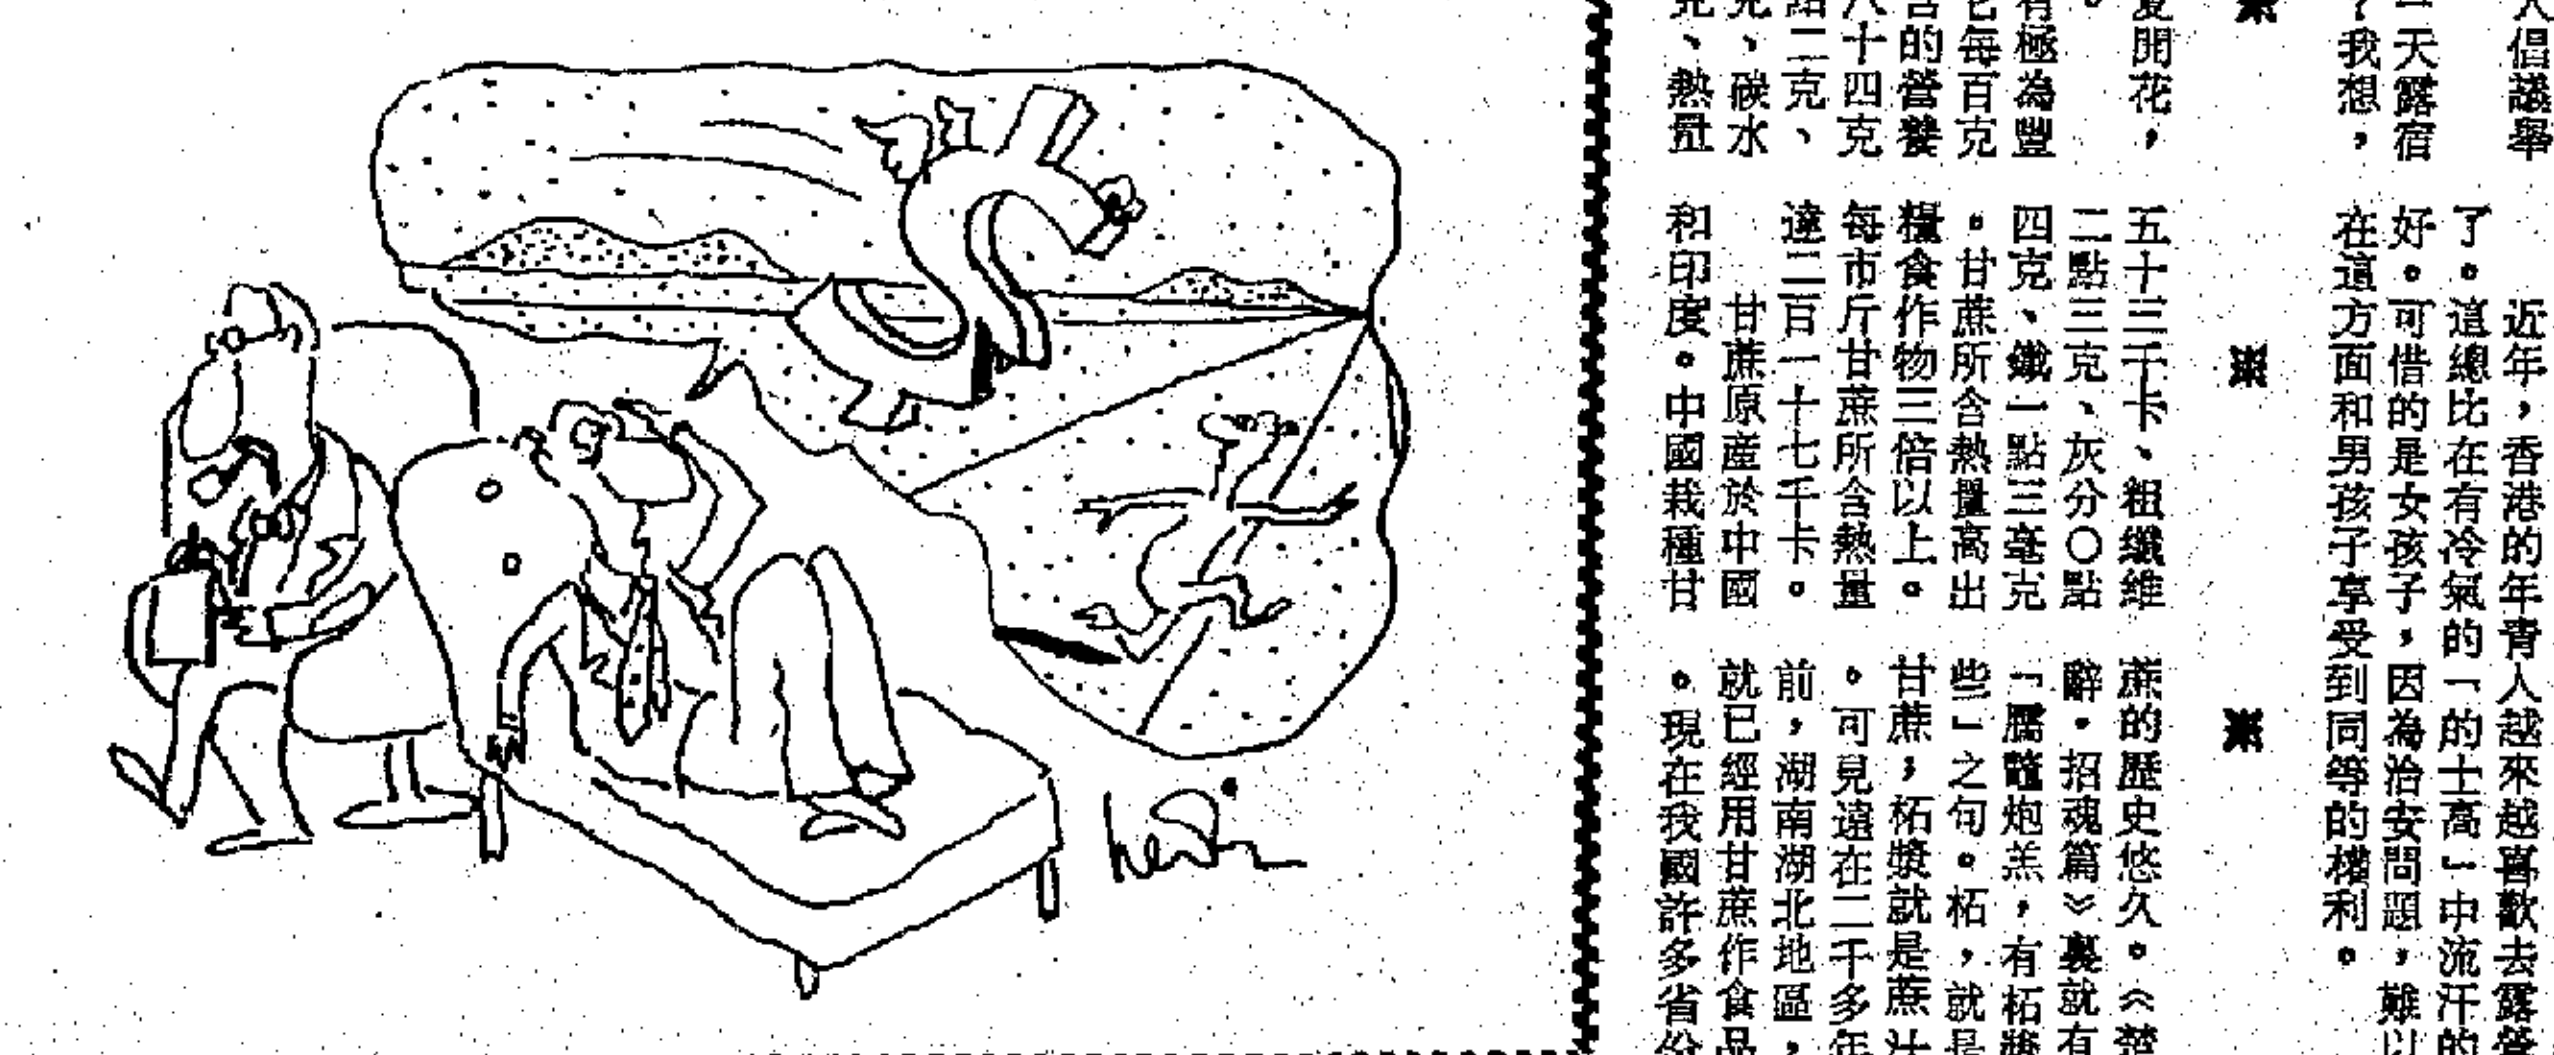 人倡議舉
一天露宿
？我想，
近年，香港的年青人越來越喜歡去露營
了。這總比在有冷氣的「的士高」中流汗的
好。可借的是女孩子，因為治安問題，難以
在這方面和男孩子享受到同等的權利。
夏開花，
。
有極為豐
它每百克
含的營養
八十四克
點二克、
克、碳水
克、熱量
五十三千卡、粗纖維
二點三克、灰分〇點
四克、鐵一點三毫克
。甘蔗所含熱量高出
糧食作物三倍以上。
每市斤甘蔗所含熱量
達二百一十七千卡。
甘蔗原產於中國
和印度。中國栽種甘
蔗的歷史悠久。《楚
辭·招魂篇》裏就有
「臑鼈炮羔，有柘漿
些」之句。柘，就是
甘蔗；柘漿就是蔗汁
。可見遠在二千多年
前，湖南湖北地區，
就已經用甘蔗作食品
。現在我國許多省份